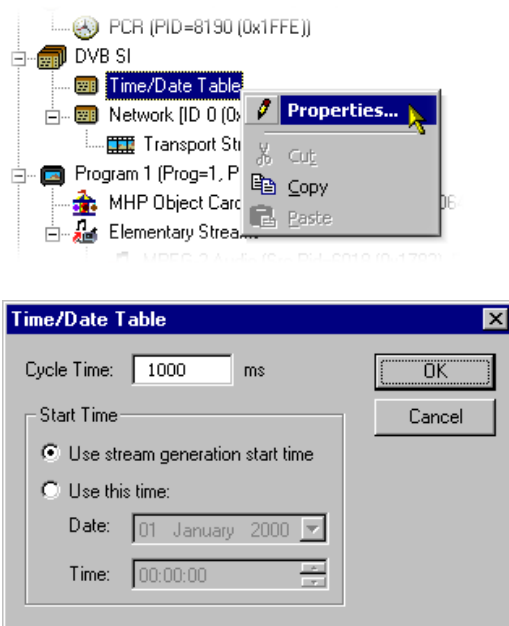 PCR (PID=8190 (0x1FFE))
DVB SI
Time/Date Table
Properties...
Network [ID 0 (0x
Transport Str
Cut
Program 1 (Prog=1, P
Copy
MHP Object Carc
Paste
Elementary Streams
Time/Date Table
Cycle Time: 1000 ms
OK
Start Time
Cancel
Use stream generation start time
Use this time:
Date: 01 January 2000
Time: 00:00:00